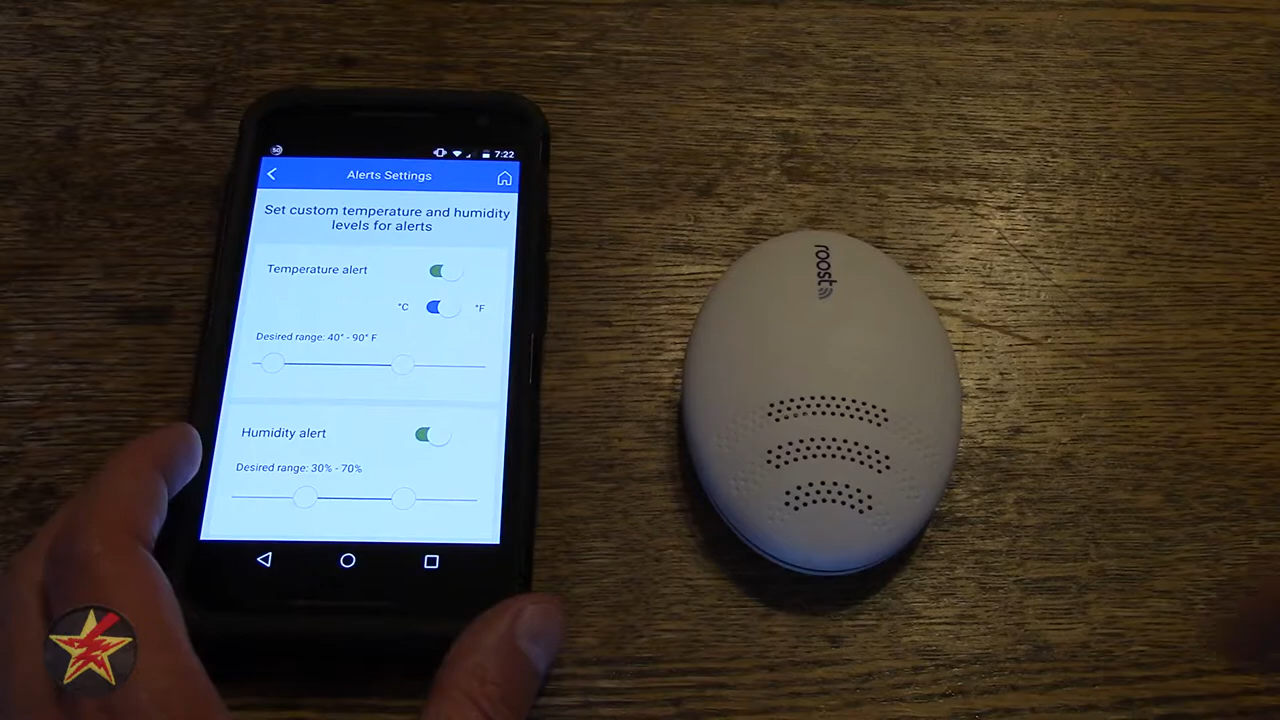 7:22
Alerts Settings
Set custom temperature and humidity
levels for alerts
Temperature alert
°C °F
Desired range: 40° - 90° F
Humidity alert
Desired range: 30% - 70%
roost